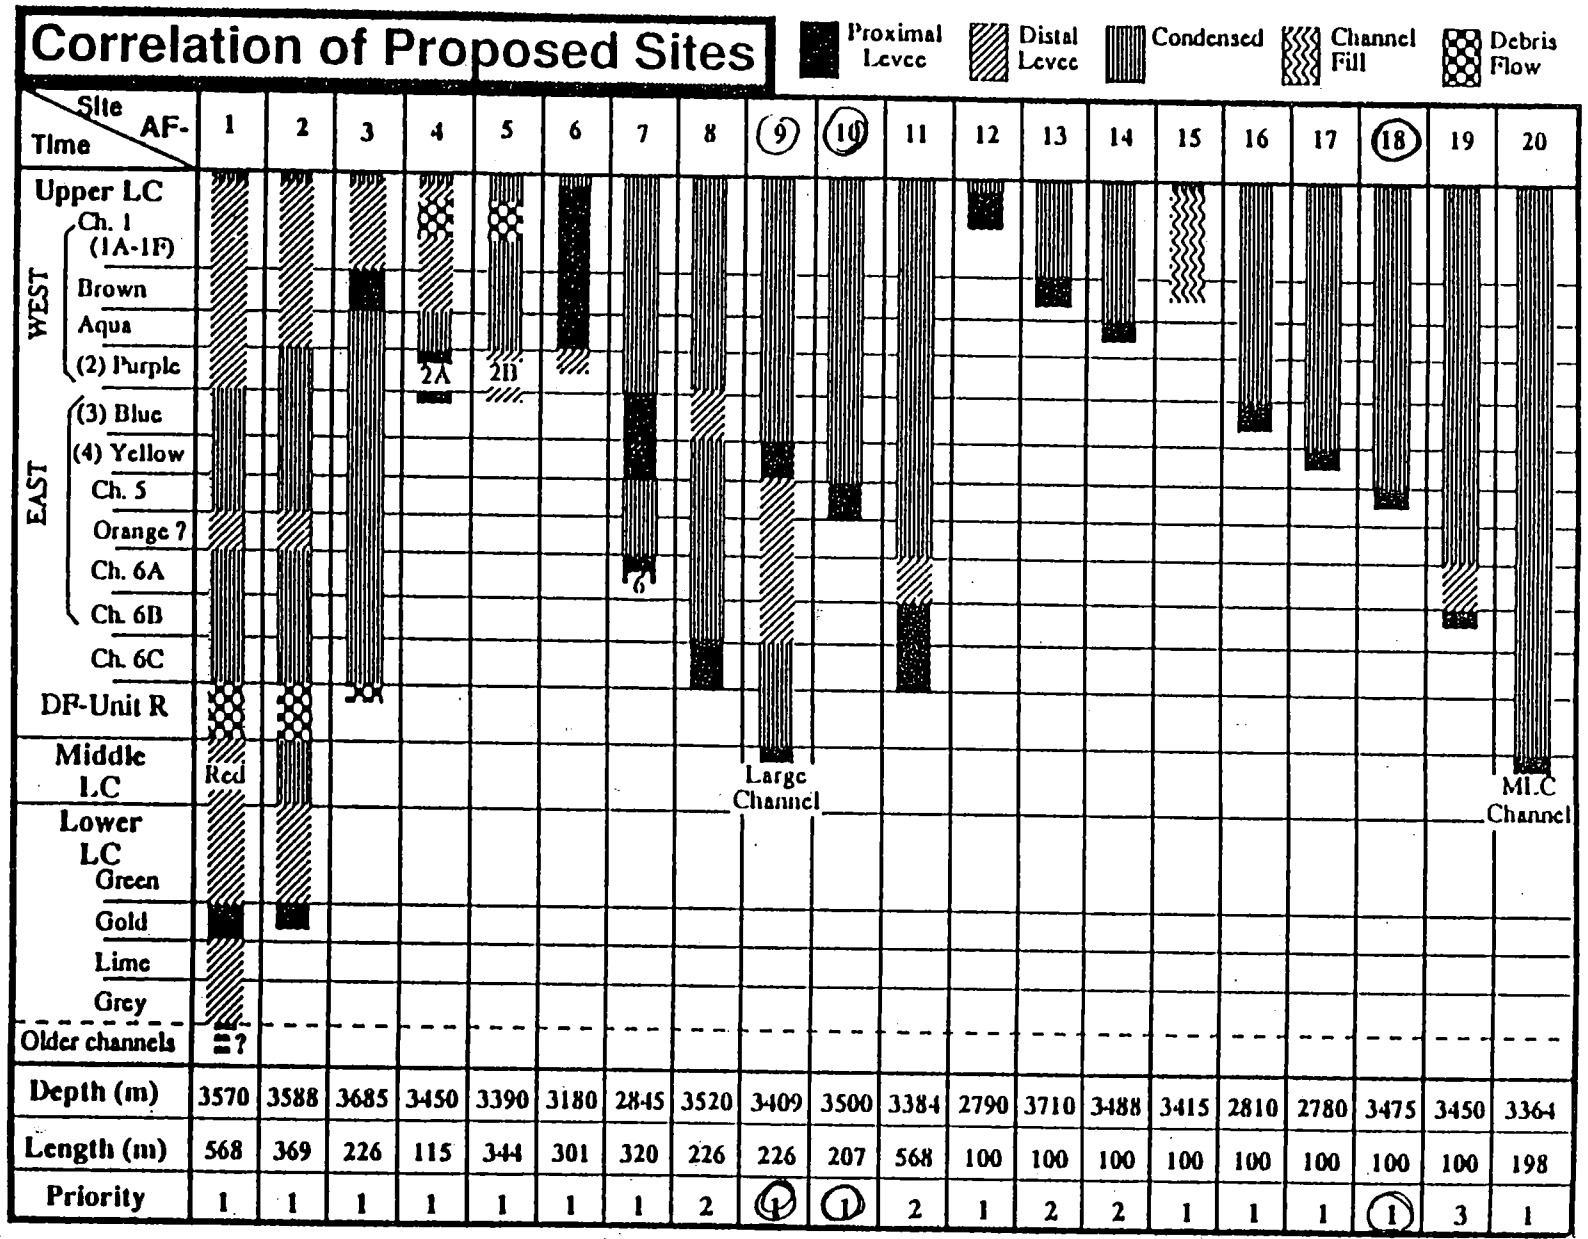 Correlation of Proposed Sites
Proximal Levee
Distal Levee
Condensed
Channel Fill
Debris Flow
Site AF- 1 2 3 4 5 6 7 8 9 10 11 12 13 14 15 16 17 18 19 20
Time
Upper LC
WEST
Ch. 1
(1A-1F)
Brown
Aqua
(2) Purple
2A 2B
EAST
(3) Blue
(4) Yellow
Ch. 5
Orange ?
Ch. 6A
6
Ch. 6B
Ch. 6C
DF-Unit R
Middle
LC
Red
Large
Channel
MLC
Channel
Lower
LC
Green
Gold
Lime
Grey
Older channels = ?
Depth (m) 3570 3588 3685 3450 3390 3180 2845 3520 3409 3500 3384 2790 3710 3488 3415 2810 2780 3475 3450 3364
Length (m) 568 369 226 115 344 301 320 226 226 207 568 100 100 100 100 100 100 100 100 198
Priority 1 1 1 1 1 1 1 2 1 1 2 1 2 2 1 1 1 1 3 1